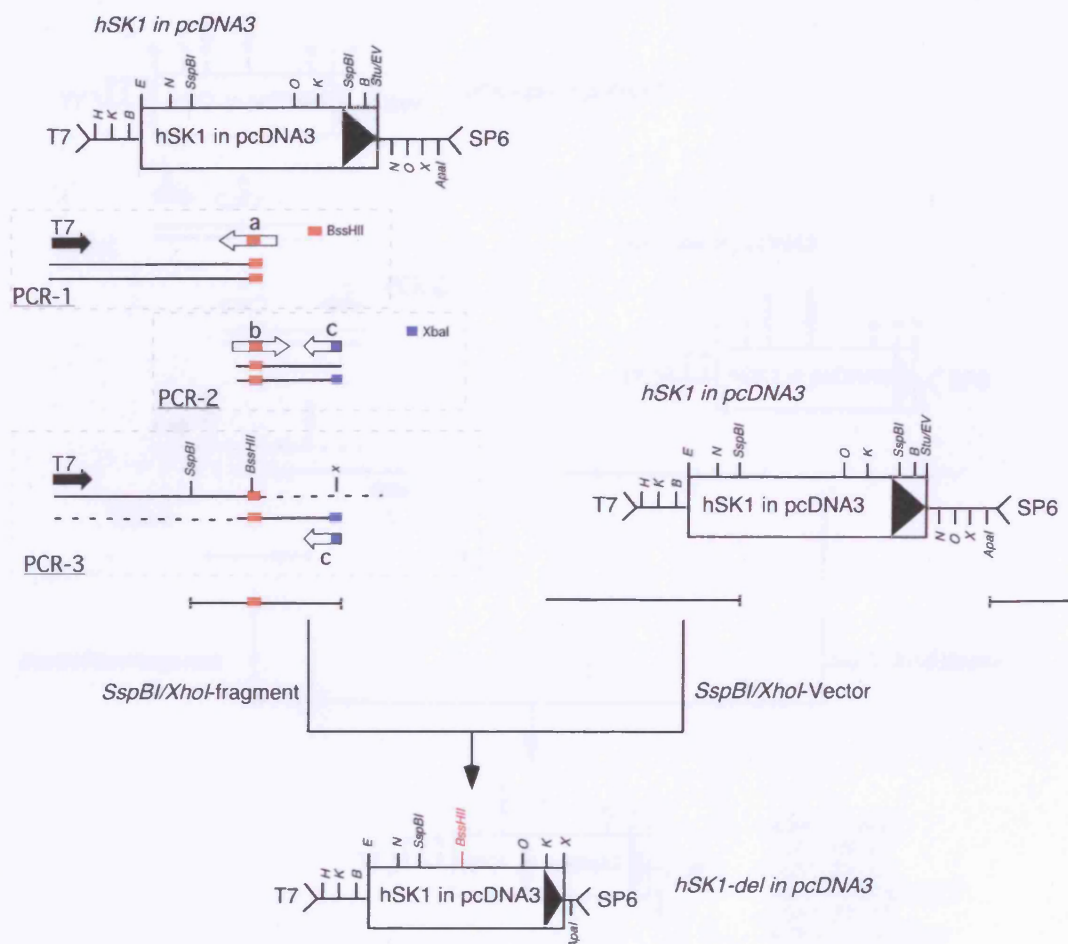 hSK1 in pcDNA3
E N SspBI O K SspBI B Stu/EV
T7 H K B hSK1 in pcDNA3 SP6
N O X ApaI
T7 a BssHII
PCR-1
b c XbaI
PCR-2
T7 SspBI BssHII X
c
PCR-3
hSK1 in pcDNA3
E N SspBI O K SspBI B Stu/EV
T7 H K B hSK1 in pcDNA3 SP6
N O X ApaI
SspBI/XhoI-fragment
SspBI/XhoI-Vector
E N SspBI BssHII O K X
T7 H K B hSK1 in pcDNA3 SP6
ApaI
hSK1-del in pcDNA3